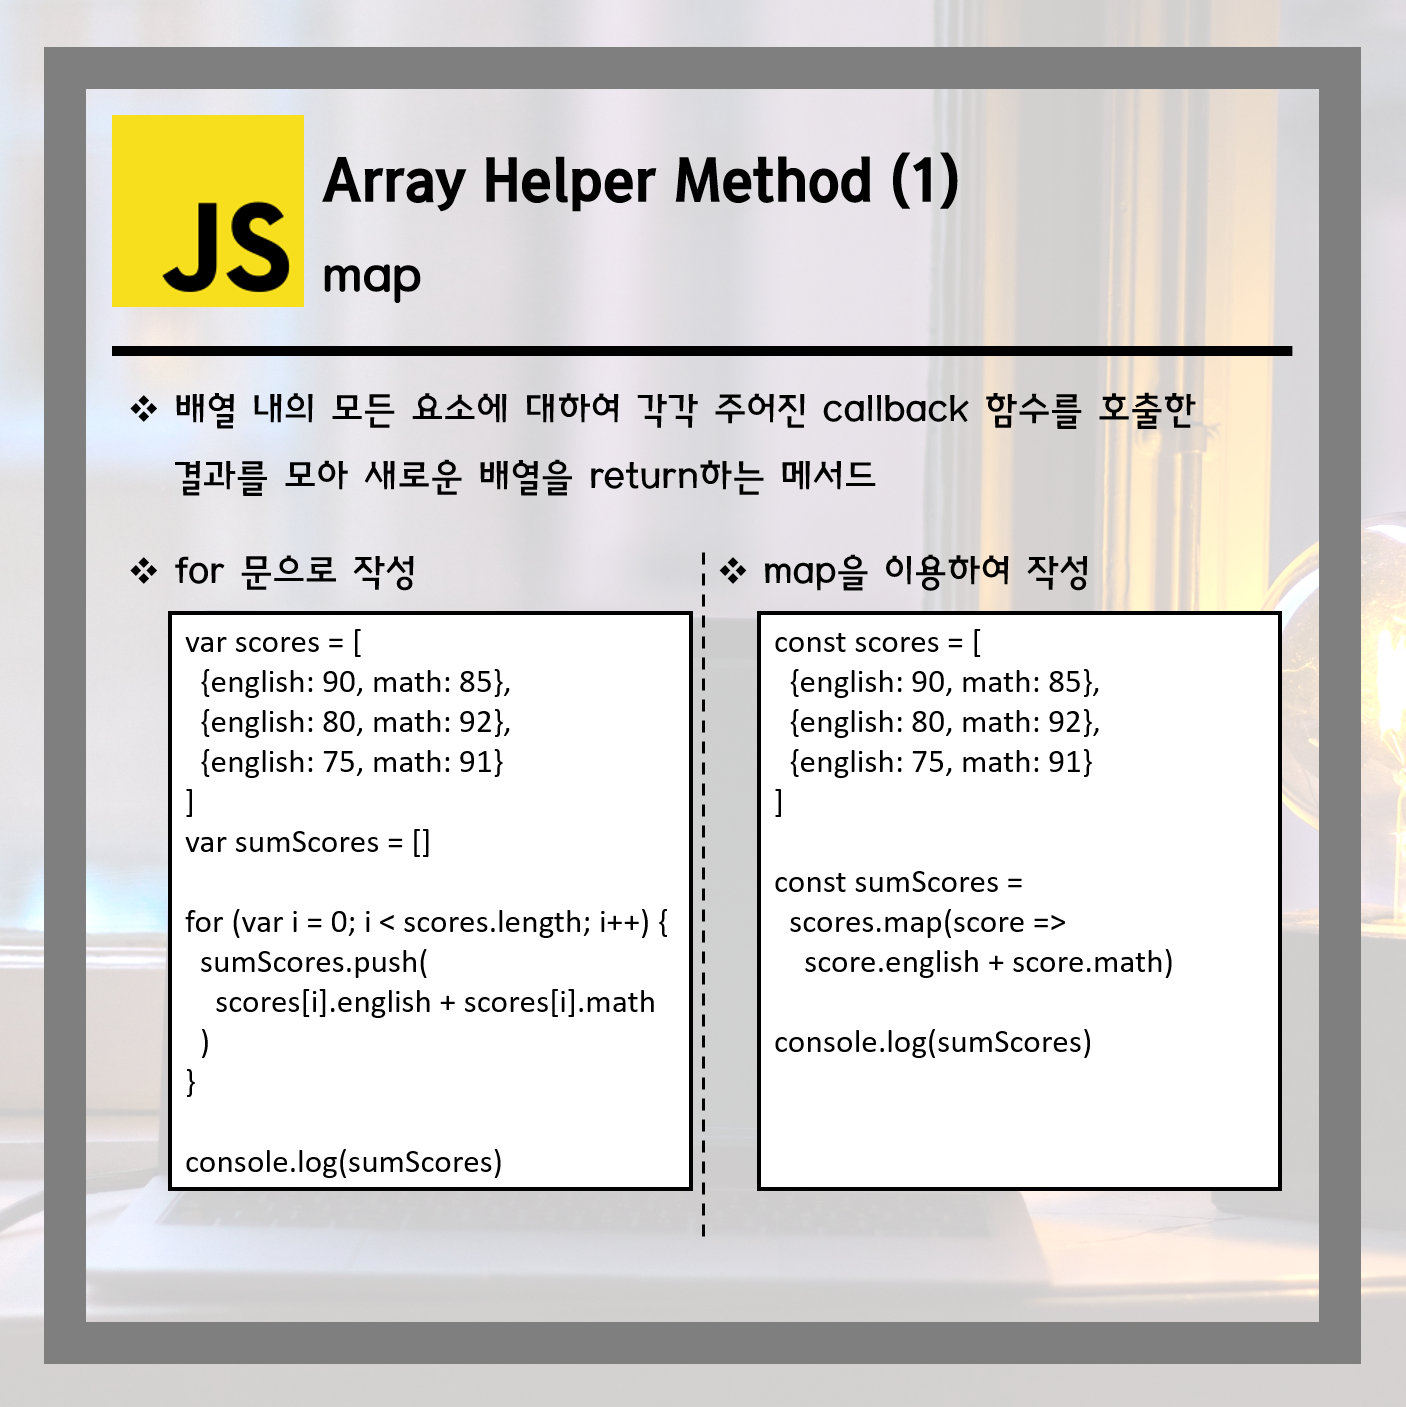 JS
Array Helper Method (1)
map
❖ 배열 내의 모든 요소에 대하여 각각 주어진 callback 함수를 호출한
결과를 모아 새로운 배열을 return하는 메서드
❖ for 문으로 작성
var scores = [
  {english: 90, math: 85},
  {english: 80, math: 92},
  {english: 75, math: 91}
]
var sumScores = []
for (var i = 0; i < scores.length; i++) {
  sumScores.push(
    scores[i].english + scores[i].math
  )
}
console.log(sumScores)
❖ map을 이용하여 작성
const scores = [
  {english: 90, math: 85},
  {english: 80, math: 92},
  {english: 75, math: 91}
]
const sumScores =
  scores.map(score =>
    score.english + score.math)
console.log(sumScores)